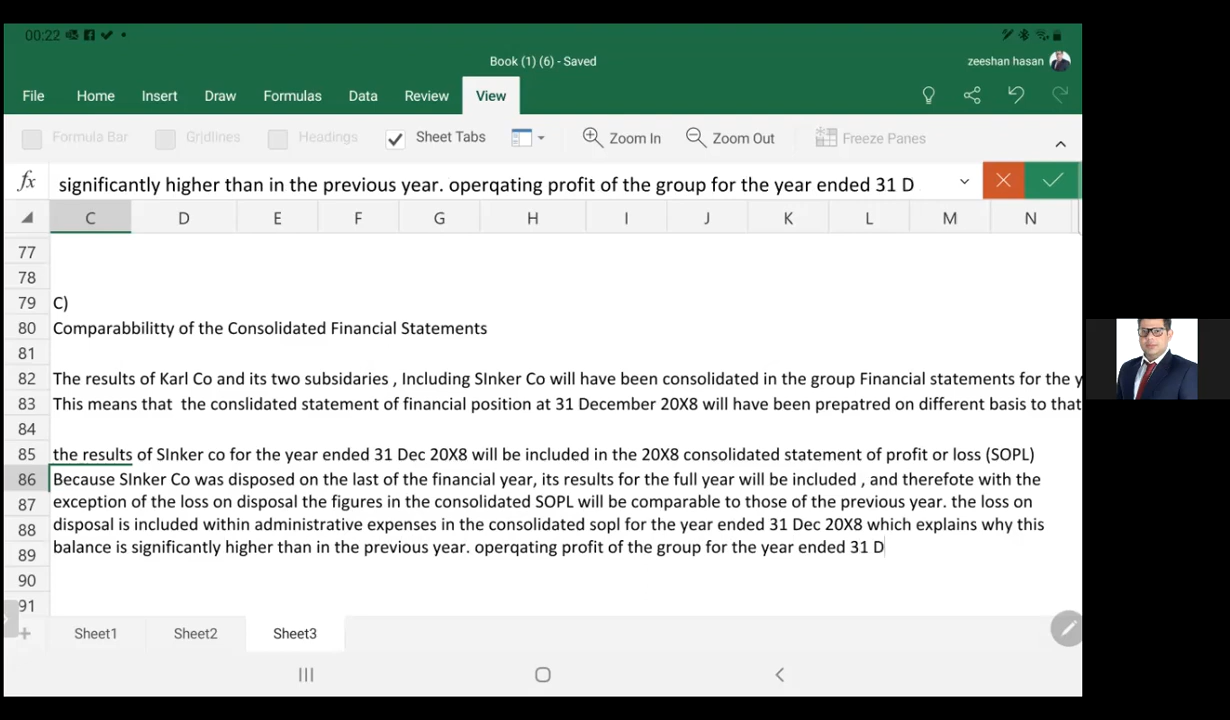 00:22
Book (1) (6) - Saved
zeeshan hasan
File Home Insert Draw Formulas Data Review View
Formula Bar Gridlines Headings Sheet Tabs Zoom In Zoom Out Freeze Panes
fx significantly higher than in the previous year. operqating profit of the group for the year ended 31 D
C D E F G H I J K L M N
77
78
79 C)
80 Comparabbilitty of the Consolidated Financial Statements
81
82 The results of Karl Co and its two subsidaries , Including SInker Co will have been consolidated in the group Financial statements for the y
83 This means that the conslidated statement of financial position at 31 December 20X8 will have been prepatred on different basis to that
84
85 the results of SInker co for the year ended 31 Dec 20X8 will be included in the 20X8 consolidated statement of profit or loss (SOPL)
86 Because SInker Co was disposed on the last of the financial year, its results for the full year will be included , and therefote with the
87 exception of the loss on disposal the figures in the consolidated SOPL will be comparable to those of the previous year. the loss on
88 disposal is included within administrative expenses in the consolidated sopl for the year ended 31 Dec 20X8 which explains why this
89 balance is significantly higher than in the previous year. operqating profit of the group for the year ended 31 D
90
91
Sheet1 Sheet2 Sheet3